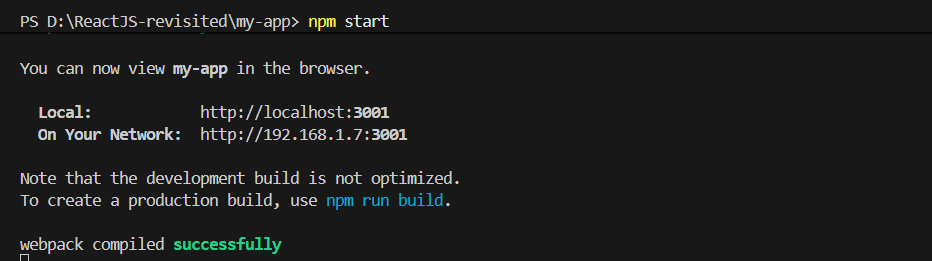 PS D:\ReactJS-revisited\my-app> npm start
You can now view my-app in the browser.
Local: http://localhost:3001
On Your Network: http://192.168.1.7:3001
Note that the development build is not optimized.
To create a production build, use npm run build.
webpack compiled successfully